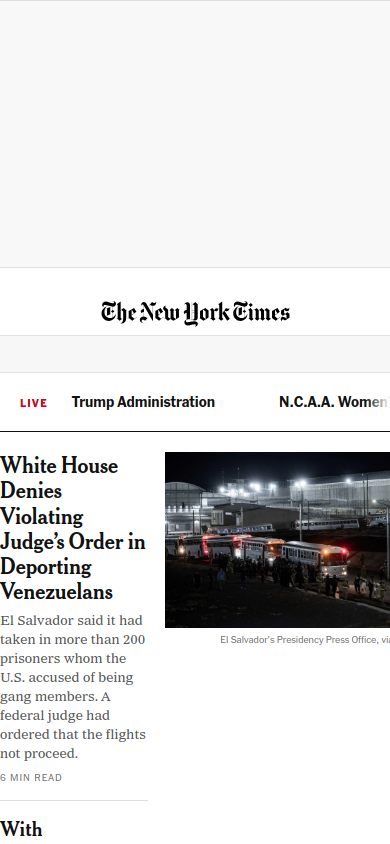 The New York Times
LIVE
Trump Administration
N.C.A.A. Women
White House
Denies
Violating
Judge’s Order in
Deporting
Venezuelans
El Salvador said it had
taken in more than 200
prisoners whom the
U.S. accused of being
gang members. A
federal judge had
ordered that the flights
not proceed.
6 MIN READ
El Salvador’s Presidency Press Office, via
With